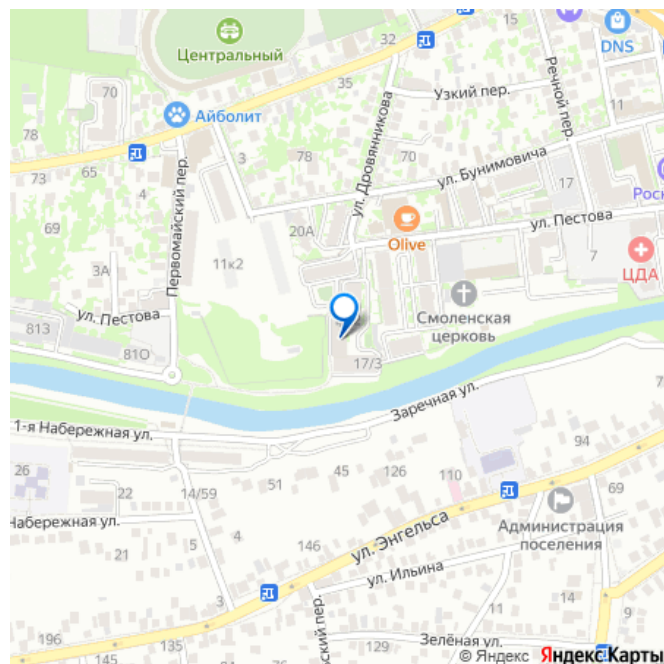 Центральный
32
DNS
70
35
Узкий пер.
Речной пер.
11
Айболит
ул. Дровянникова
78
65
73
4
3
78
70
ул. Бунимовича
17
Роск
69
Первомайский пер.
20А
Olive
ул. Пестова
7
ЦДА
3А
11к2
ул. Пестова
813
81О
Смоленская
церковь
17/3
Заречная ул.
1-я Набережная ул.
94
26
22
14/59
51
45
126
110
69
Набережная ул.
21
5
4
146
ул. Энгельса
Администрация
поселения
ул. Ильина
3
ский пер.
14
9
196
145
135
129
Зелёная ул.
© Яндекс Яндекс Карты